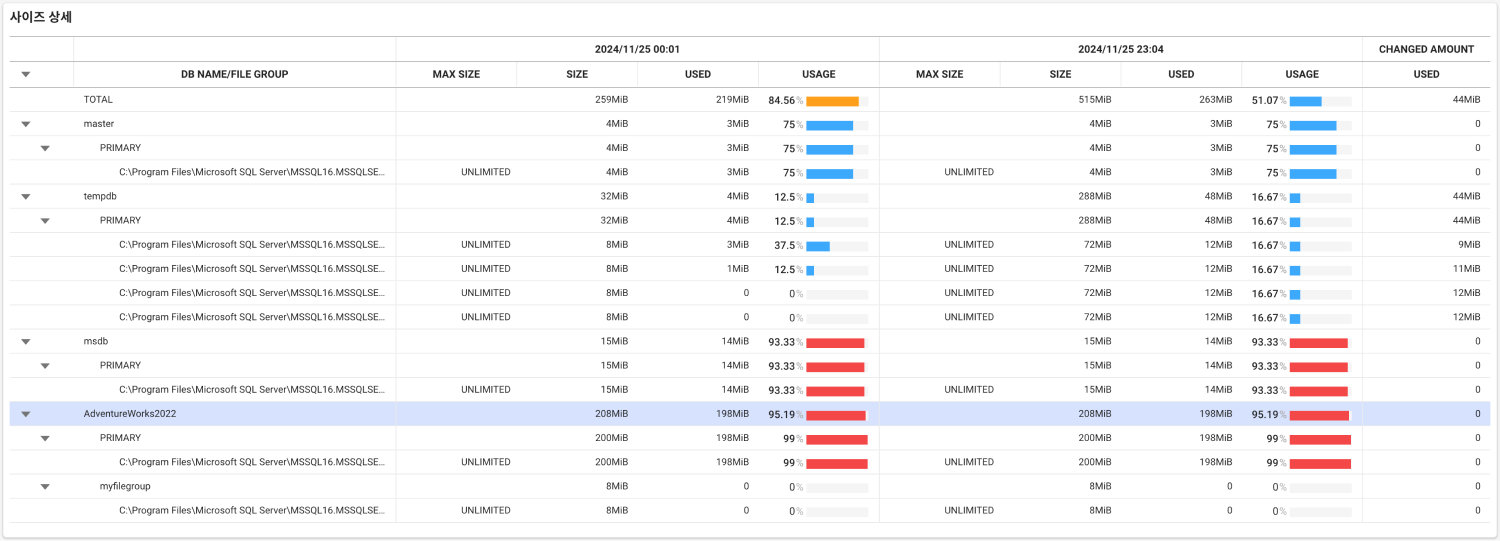 사이즈 상세
2024/11/25 00:01 2024/11/25 23:04 CHANGED AMOUNT
DB NAME/FILE GROUP MAX SIZE SIZE USED USAGE MAX SIZE SIZE USED USAGE USED
TOTAL 259MiB 219MiB 84.56% 515MiB 263MiB 51.07% 44MiB
master 4MiB 3MiB 75% 4MiB 3MiB 75% 0
PRIMARY 4MiB 3MiB 75% 4MiB 3MiB 75% 0
C:\Program Files\Microsoft SQL Server\MSSQL16.MSSQLSE... UNLIMITED 4MiB 3MiB 75% UNLIMITED 4MiB 3MiB 75% 0
tempdb 32MiB 4MiB 12.5% 288MiB 48MiB 16.67% 44MiB
PRIMARY 32MiB 4MiB 12.5% 288MiB 48MiB 16.67% 44MiB
C:\Program Files\Microsoft SQL Server\MSSQL16.MSSQLSE... UNLIMITED 8MiB 3MiB 37.5% UNLIMITED 72MiB 12MiB 16.67% 9MiB
C:\Program Files\Microsoft SQL Server\MSSQL16.MSSQLSE... UNLIMITED 8MiB 1MiB 12.5% UNLIMITED 72MiB 12MiB 16.67% 11MiB
C:\Program Files\Microsoft SQL Server\MSSQL16.MSSQLSE... UNLIMITED 8MiB 0 0% UNLIMITED 72MiB 12MiB 16.67% 12MiB
C:\Program Files\Microsoft SQL Server\MSSQL16.MSSQLSE... UNLIMITED 8MiB 0 0% UNLIMITED 72MiB 12MiB 16.67% 12MiB
msdb 15MiB 14MiB 93.33% 15MiB 14MiB 93.33% 0
PRIMARY 15MiB 14MiB 93.33% 15MiB 14MiB 93.33% 0
C:\Program Files\Microsoft SQL Server\MSSQL16.MSSQLSE... UNLIMITED 15MiB 14MiB 93.33% UNLIMITED 15MiB 14MiB 93.33% 0
AdventureWorks2022 208MiB 198MiB 95.19% 208MiB 198MiB 95.19% 0
PRIMARY 200MiB 198MiB 99% 200MiB 198MiB 99% 0
C:\Program Files\Microsoft SQL Server\MSSQL16.MSSQLSE... UNLIMITED 200MiB 198MiB 99% UNLIMITED 200MiB 198MiB 99% 0
myfilegroup 8MiB 0 0% 8MiB 0 0% 0
C:\Program Files\Microsoft SQL Server\MSSQL16.MSSQLSE... UNLIMITED 8MiB 0 0% UNLIMITED 8MiB 0 0% 0